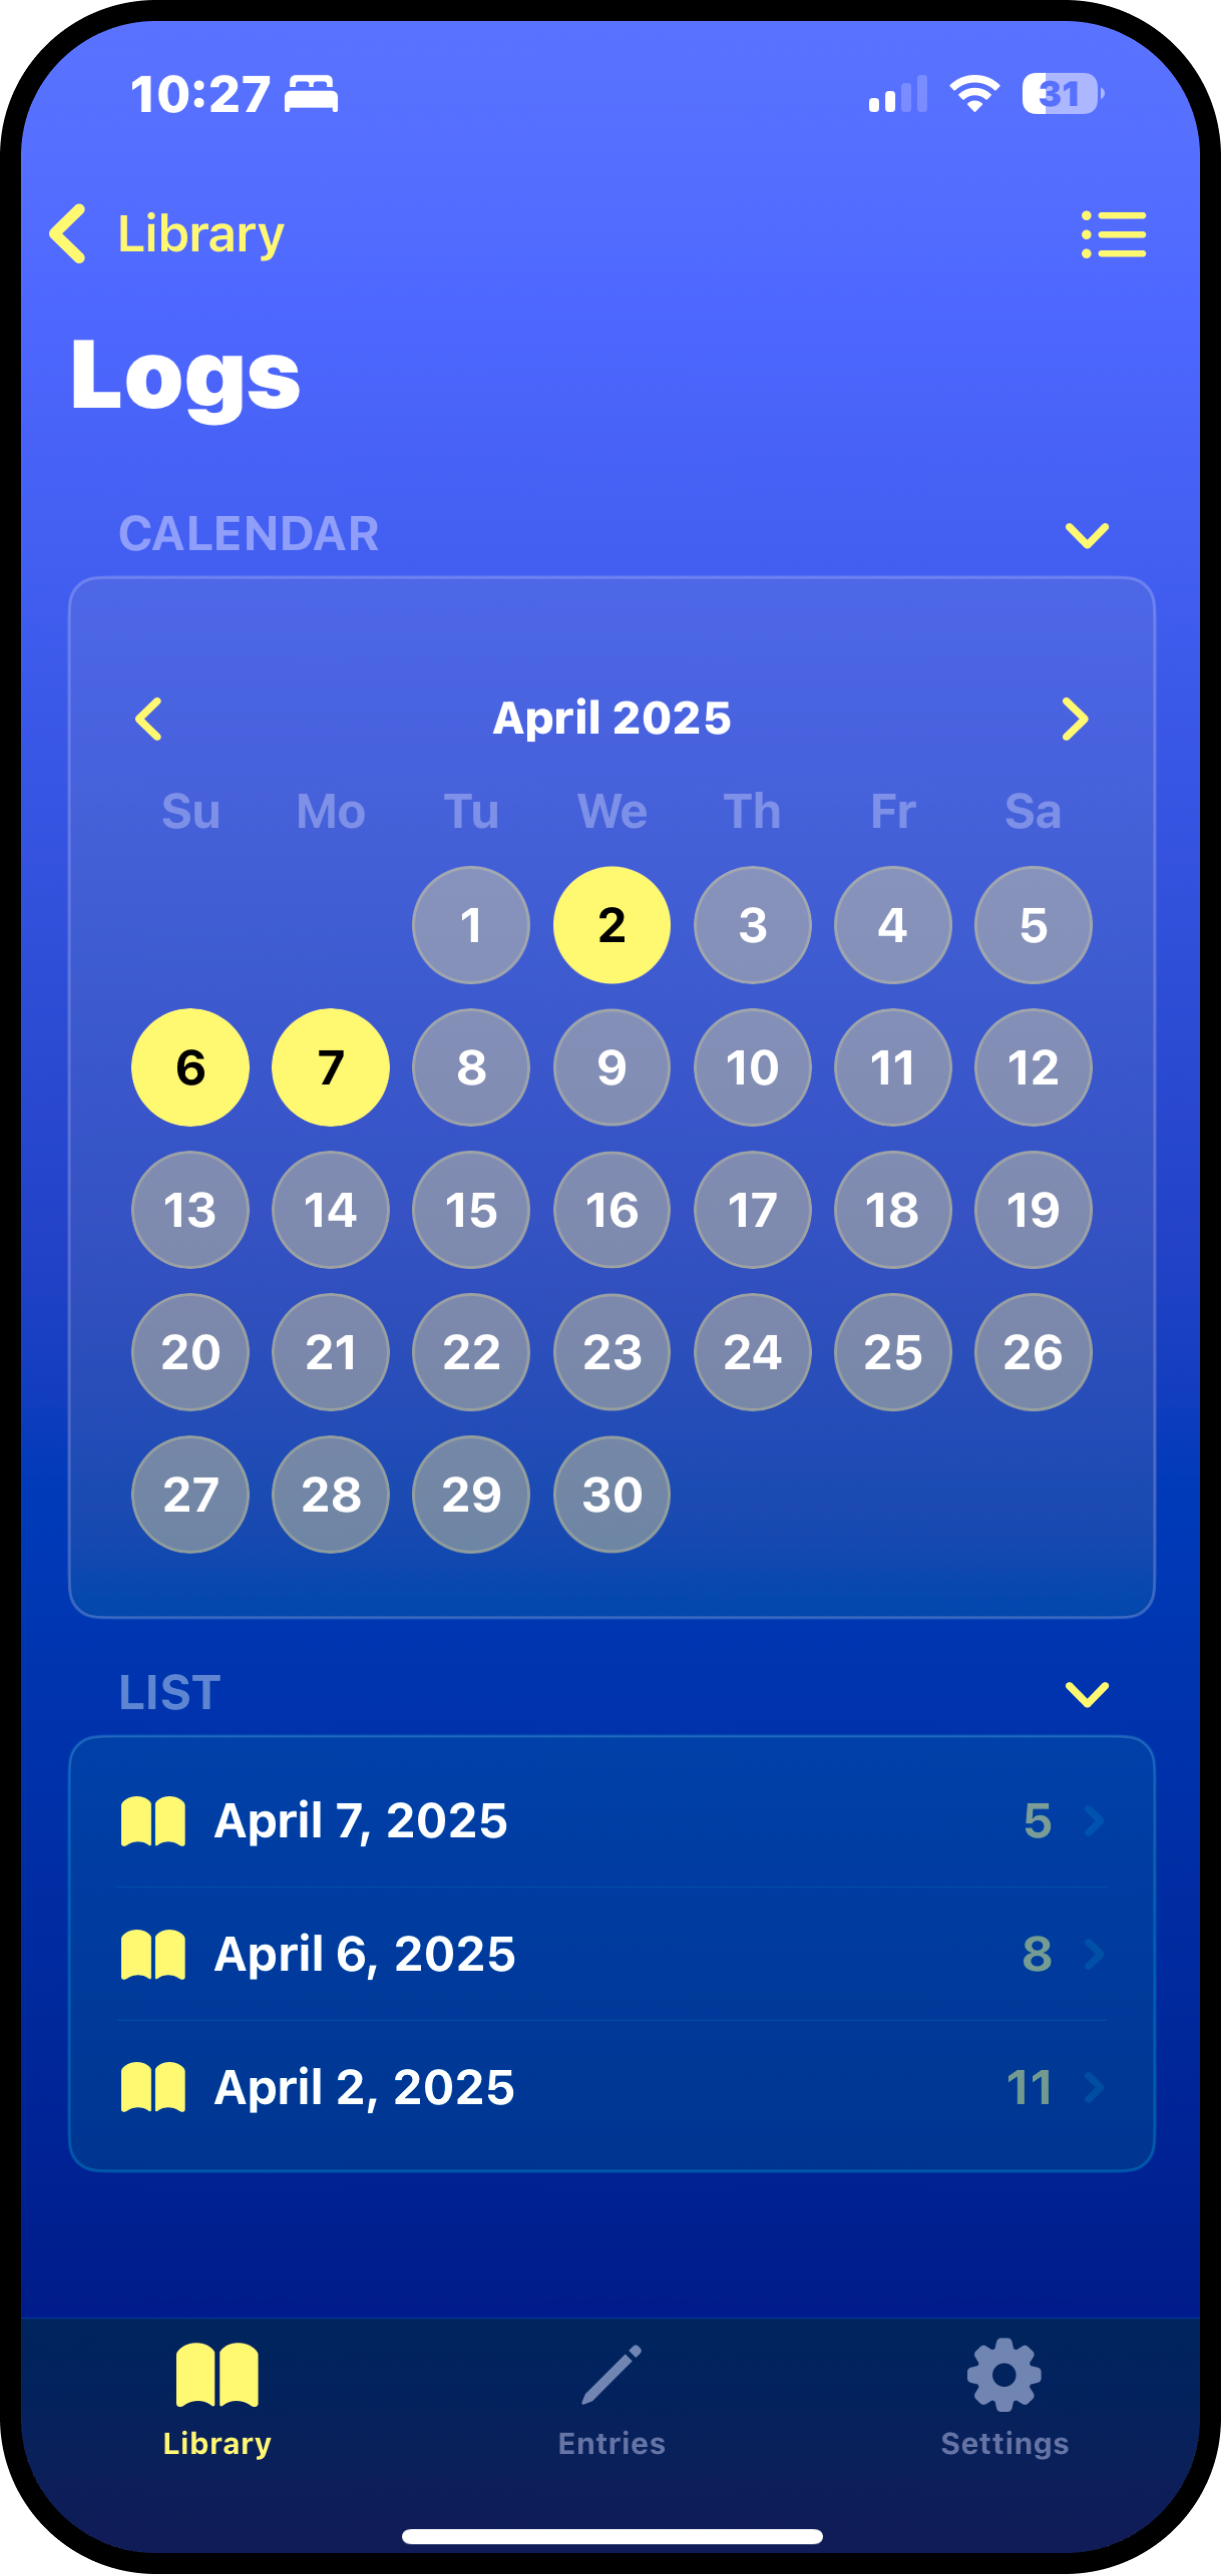 10:27 31
Library
Logs
CALENDAR
April 2025
Su Mo Tu We Th Fr Sa
1 2 3 4 5
6 7 8 9 10 11 12
13 14 15 16 17 18 19
20 21 22 23 24 25 26
27 28 29 30
LIST
April 7, 2025 5
April 6, 2025 8
April 2, 2025 11
Library Entries Settings